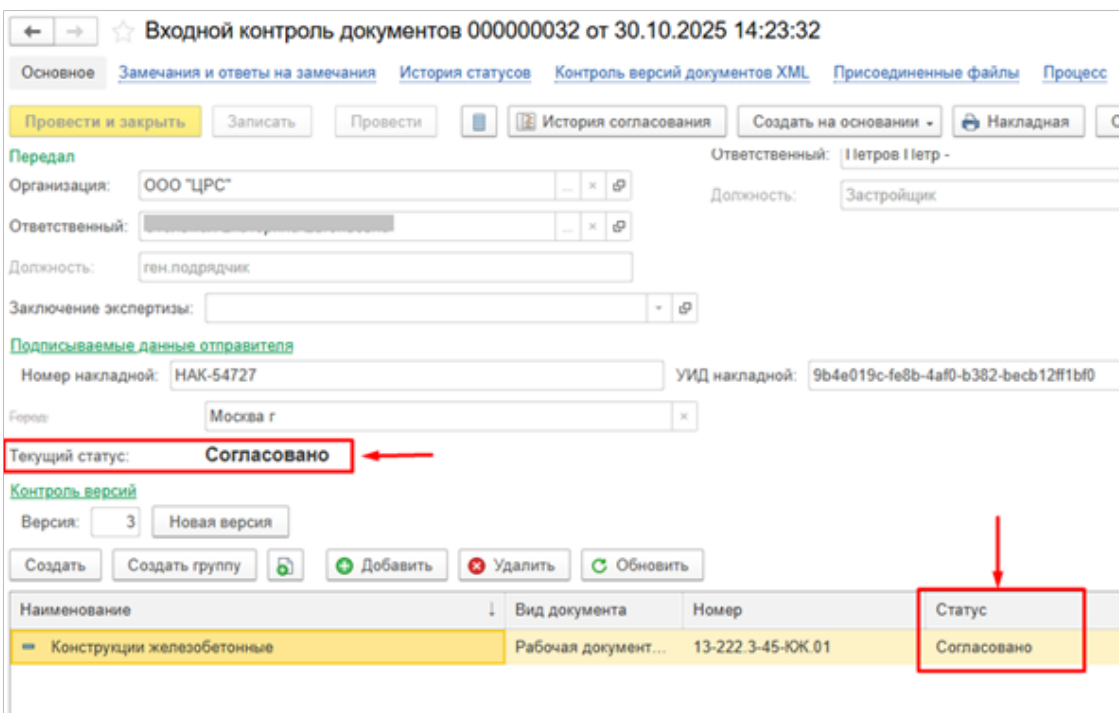 Входной контроль документов 000000032 от 30.10.2025 14:23:32
Основное Замечания и ответы на замечания История статусов Контроль версий документов XML Присоединенные файлы Процесс
Провести и закрыть Записать Провести История согласования Создать на основании Накладная
Передал Ответственный: Петров Петр -
Организация: ООО "ЦРС" Должность: Застройщик
Ответственный:
Должность: ген.подрядчик
Заключение экспертизы:
Подписываемые данные отправителя
Номер накладной: НАК-54727 УИД накладной: 9b4e019c-fe8b-4af0-b382-becb12ff1bf0
Город: Москва г
Текущий статус: Согласовано
Контроль версий
Версия: 3 Новая версия
Создать Создать группу Добавить Удалить Обновить
Наименование ↓ Вид документа Номер Статус
Конструкции железобетонные Рабочая документ... 13-222.3-45-КЖ.01 Согласовано